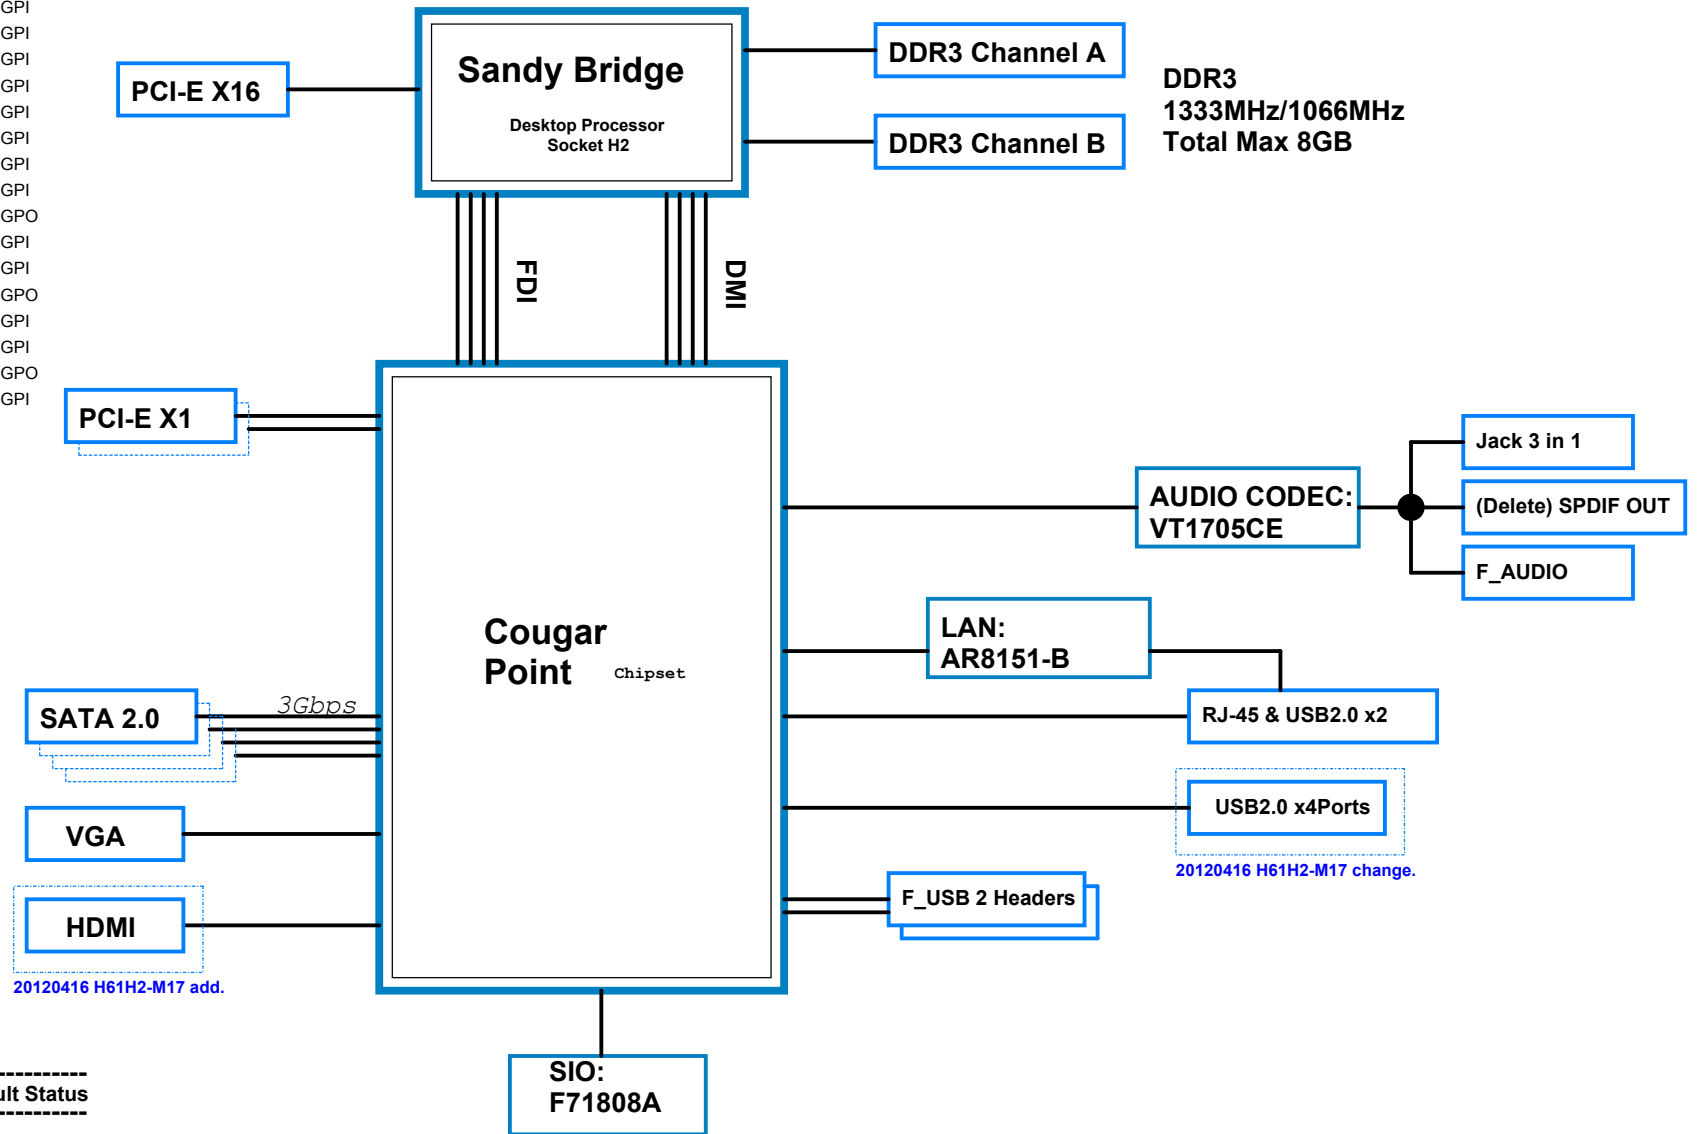 GPI
GPI
GPI
GPI
GPI
GPI
GPI
GPI
GPO
GPI
GPI
GPO
GPI
GPI
GPO
GPI
PCI-E X16
Sandy Bridge
Desktop Processor
Socket H2
DDR3 Channel A
DDR3 Channel B
DDR3
1333MHz/1066MHz
Total Max 8GB
FDI
DMI
PCI-E X1
Cougar
Point
Chipset
AUDIO CODEC:
VT1705CE
Jack 3 in 1
(Delete) SPDIF OUT
F_AUDIO
LAN:
AR8151-B
SATA 2.0
3Gbps
RJ-45 & USB2.0 x2
VGA
USB2.0 x4Ports
20120416 H61H2-M17 change.
HDMI
20120416 H61H2-M17 add.
F_USB 2 Headers
SIO:
F71808A
----------
ult Status
----------